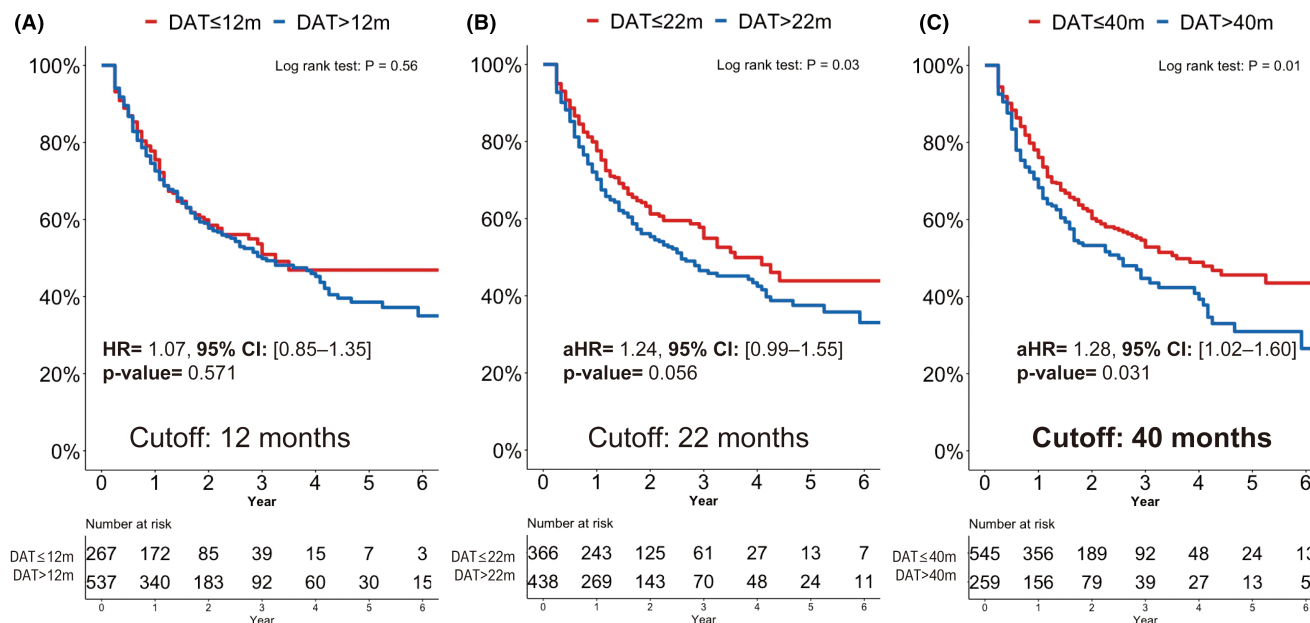 (A) DAT≤12m DAT>12m
Log rank test: P = 0.56
100%
80%
60%
40%
20%
0%
HR= 1.07, 95% CI: [0.85–1.35]
p-value= 0.571
Cutoff: 12 months
0 1 2 3 4 5 6
Year
Number at risk
DAT≤12m 267 172 85 39 15 7 3
DAT>12m 537 340 183 92 60 30 15
0 1 2 3 4 5 6
Year
(B) DAT≤22m DAT>22m
Log rank test: P = 0.03
100%
80%
60%
40%
20%
0%
aHR= 1.24, 95% CI: [0.99–1.55]
p-value= 0.056
Cutoff: 22 months
0 1 2 3 4 5 6
Year
Number at risk
DAT≤22m 366 243 125 61 27 13 7
DAT>22m 438 269 143 70 48 24 11
0 1 2 3 4 5 6
Year
(C) DAT≤40m DAT>40m
Log rank test: P = 0.01
100%
80%
60%
40%
20%
0%
aHR= 1.28, 95% CI: [1.02–1.60]
p-value= 0.031
Cutoff: 40 months
0 1 2 3 4 5 6
Year
Number at risk
DAT≤40m 545 356 189 92 48 24 13
DAT>40m 259 156 79 39 27 13 5
0 1 2 3 4 5 6
Year